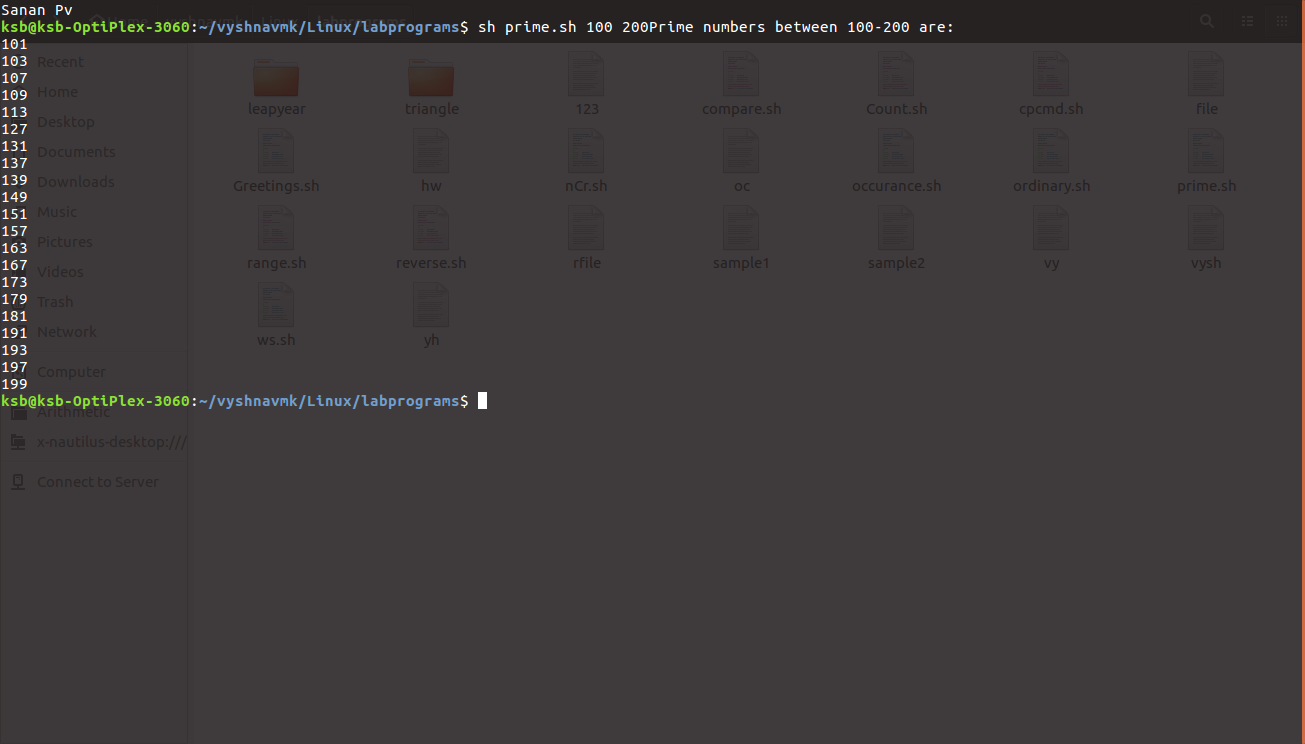 Sanan Pv
ksb@ksb-OptiPlex-3060:~/vyshnavmk/Linux/labprograms$ sh prime.sh 100 200Prime numbers between 100-200 are:
101
103
107
109
113
127
131
137
139
149
151
157
163
167
173
179
181
191
193
197
199
ksb@ksb-OptiPlex-3060:~/vyshnavmk/Linux/labprograms$
Recent
Home
Desktop
Documents
Downloads
Music
Pictures
Videos
Trash
Network
Computer
Arithmetic
x-nautilus-desktop:///
Connect to Server
leapyear triangle 123 compare.sh Count.sh cpcmd.sh file
Greetings.sh hw nCr.sh oc occurance.sh ordinary.sh prime.sh
range.sh reverse.sh rfile sample1 sample2 vy vysh
ws.sh yh